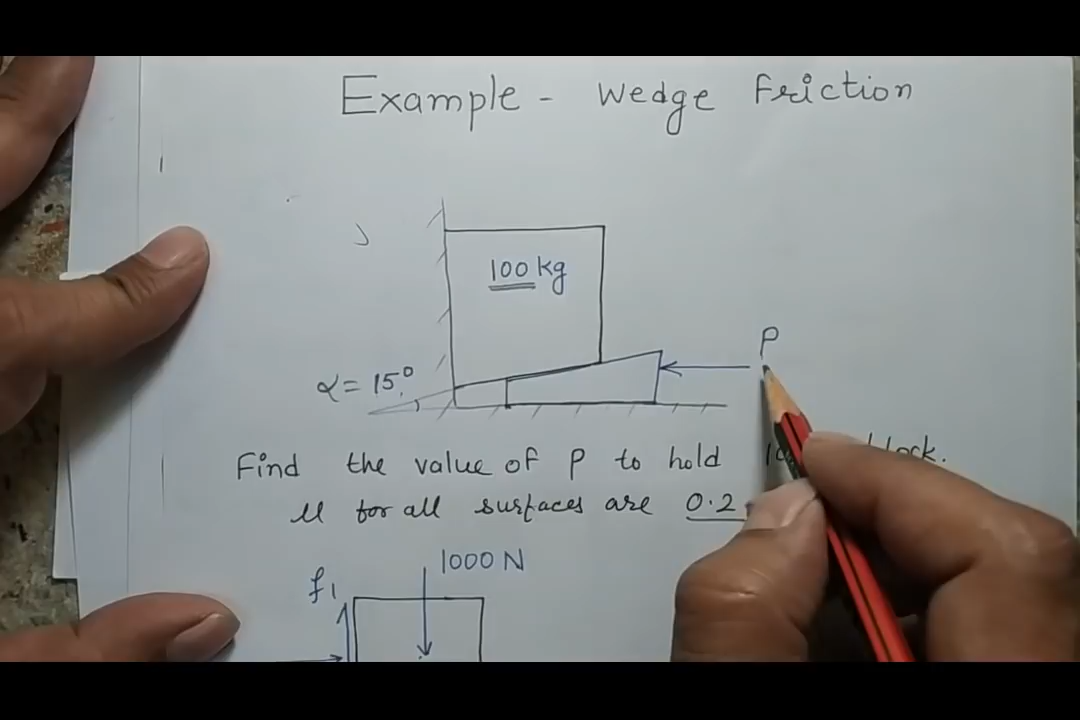 Example - Wedge Friction
100 kg
P
α = 15°
Find the value of P to hold
μ for all surfaces are 0.2
1000 N
f1